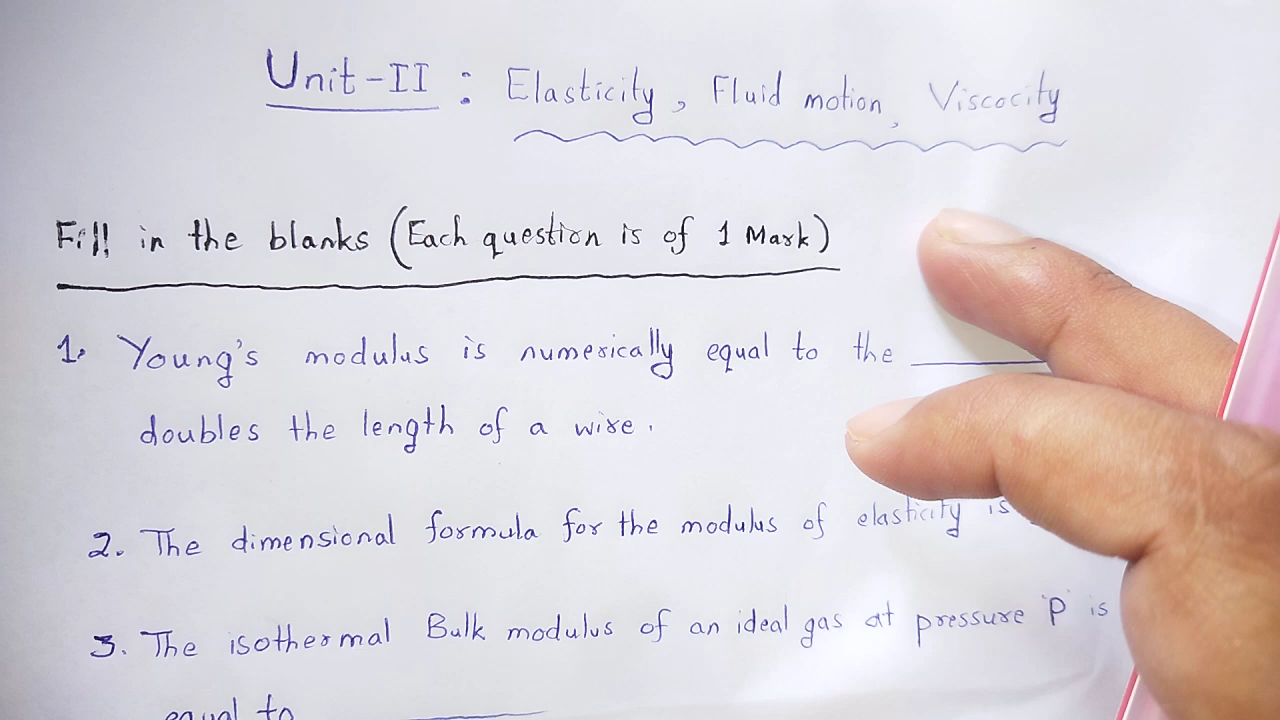 Unit-II : Elasticity, Fluid motion, Viscocity
Fill in the blanks (Each question is of 1 Mark)
1. Young's modulus is numerically equal to the ______
doubles the length of a wire.
2. The dimensional formula for the modulus of elasticity is
3. The isothermal Bulk modulus of an ideal gas at pressure 'P' is
equal to ______